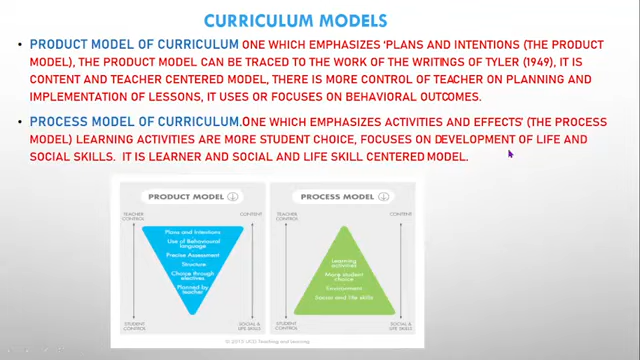 CURRICULUM MODELS
• PRODUCT MODEL OF CURRICULUM ONE WHICH EMPHASIZES 'PLANS AND INTENTIONS (THE PRODUCT
MODEL), THE PRODUCT MODEL CAN BE TRACED TO THE WORK OF THE WRITINGS OF TYLER (1949), IT IS
CONTENT AND TEACHER CENTERED MODEL, THERE IS MORE CONTROL OF TEACHER ON PLANNING AND
IMPLEMENTATION OF LESSONS, IT USES OR FOCUSES ON BEHAVIORAL OUTCOMES.
• PROCESS MODEL OF CURRICULUM.ONE WHICH EMPHASIZES ACTIVITIES AND EFFECTS' (THE PROCESS
MODEL) LEARNING ACTIVITIES ARE MORE STUDENT CHOICE, FOCUSES ON DEVELOPMENT OF LIFE AND
SOCIAL SKILLS. IT IS LEARNER AND SOCIAL AND LIFE SKILL CENTERED MODEL.
PRODUCT MODEL
TEACHER
CONTROL
CONTENT
Plans and Intentions
Use of Behavioural
language
Precise Assessment
Structure
Choice through
electives
Planned by
teacher
STUDENT
CONTROL
SOCIAL &
LIFE SKILLS
PROCESS MODEL
TEACHER
CONTROL
CONTENT
Learning
activities
More student
choice
Environment
Social and life skills
STUDENT
CONTROL
SOCIAL &
LIFE SKILLS
Teaching and Learning